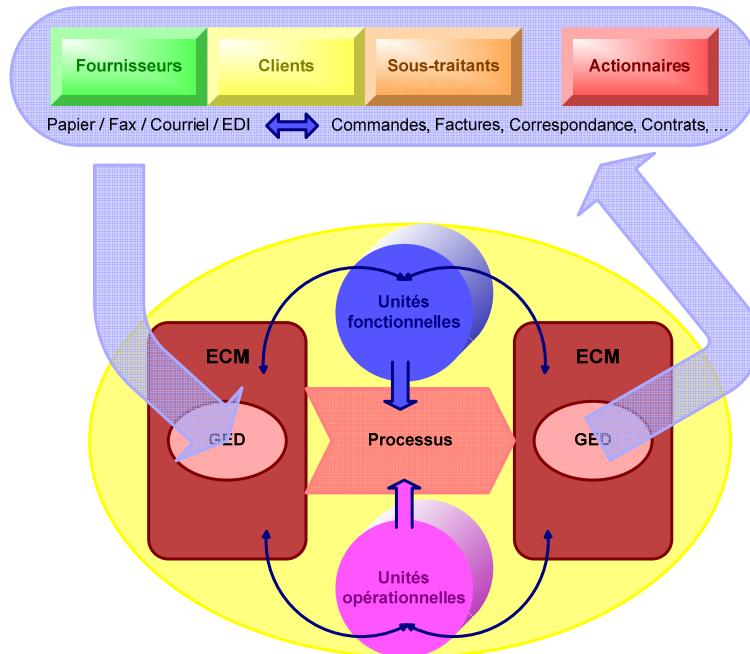 Fournisseurs
Clients
Sous-traitants
Actionnaires
Papier / Fax / Courriel / EDI
Commandes, Factures, Correspondance, Contrats, …
Unités
fonctionnelles
ECM
ECM
GED
Processus
GED
Unités
opérationnelles